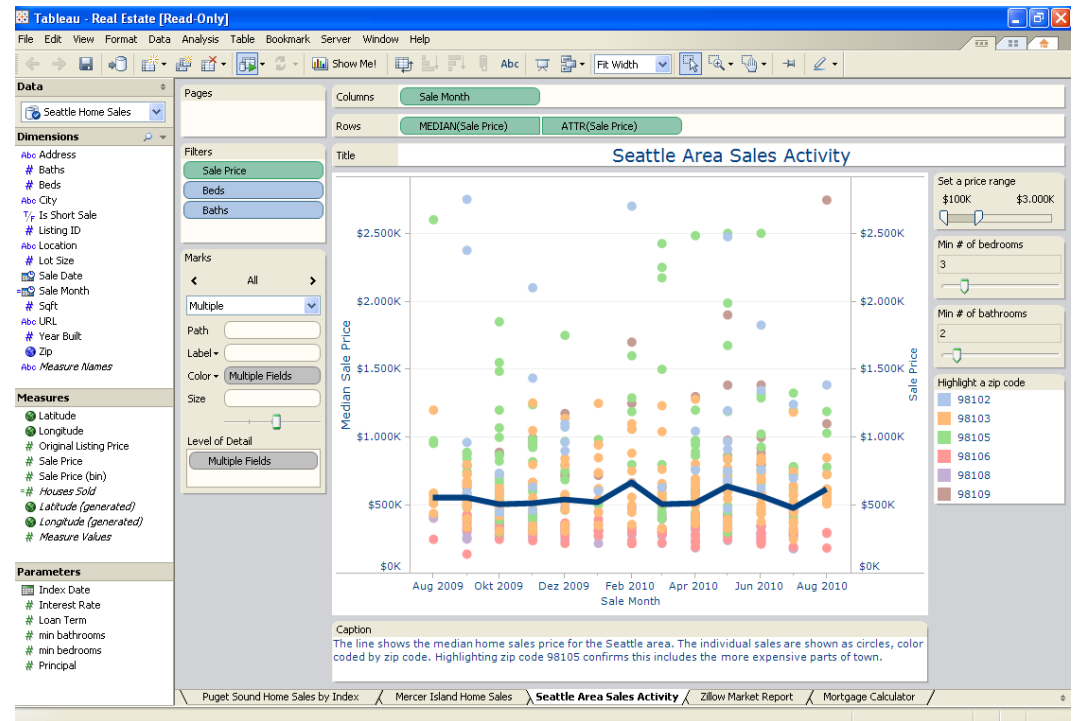 Tableau - Real Estate [Read-Only]
File Edit View Format Data Analysis Table Bookmark Server Window Help
Show Me! Abc Fit Width
Data
Seattle Home Sales
Dimensions
Abc Address
# Baths
# Beds
Abc City
T/F Is Short Sale
# Listing ID
Abc Location
# Lot Size
Sale Date
Sale Month
# Sqft
Abc URL
# Year Built
Zip
Abc Measure Names
Measures
Latitude
Longitude
# Original Listing Price
# Sale Price
# Sale Price (bin)
=# Houses Sold
Latitude (generated)
Longitude (generated)
# Measure Values
Parameters
Index Date
# Interest Rate
# Loan Term
# min bathrooms
# min bedrooms
# Principal
Pages
Filters
Sale Price
Beds
Baths
Marks
All
Multiple
Path
Label
Color Multiple Fields
Size
Level of Detail
Multiple Fields
Columns Sale Month
Rows MEDIAN(Sale Price) ATTR(Sale Price)
Title Seattle Area Sales Activity
Median Sale Price
$2.500K
$2.000K
$1.500K
$1.000K
$500K
$0K
$2.500K
$2.000K
$1.500K
$1.000K
$500K
$0K
Sale Price
Aug 2009 Okt 2009 Dez 2009 Feb 2010 Apr 2010 Jun 2010 Aug 2010
Sale Month
Set a price range
$100K $3.000K
Min # of bedrooms
3
Min # of bathrooms
2
Highlight a zip code
98102
98103
98105
98106
98108
98109
Caption
The line shows the median home sales price for the Seattle area. The individual sales are shown as circles, color
coded by zip code. Highlighting zip code 98105 confirms this includes the more expensive parts of town.
Puget Sound Home Sales by Index Mercer Island Home Sales Seattle Area Sales Activity Zillow Market Report Mortgage Calculator